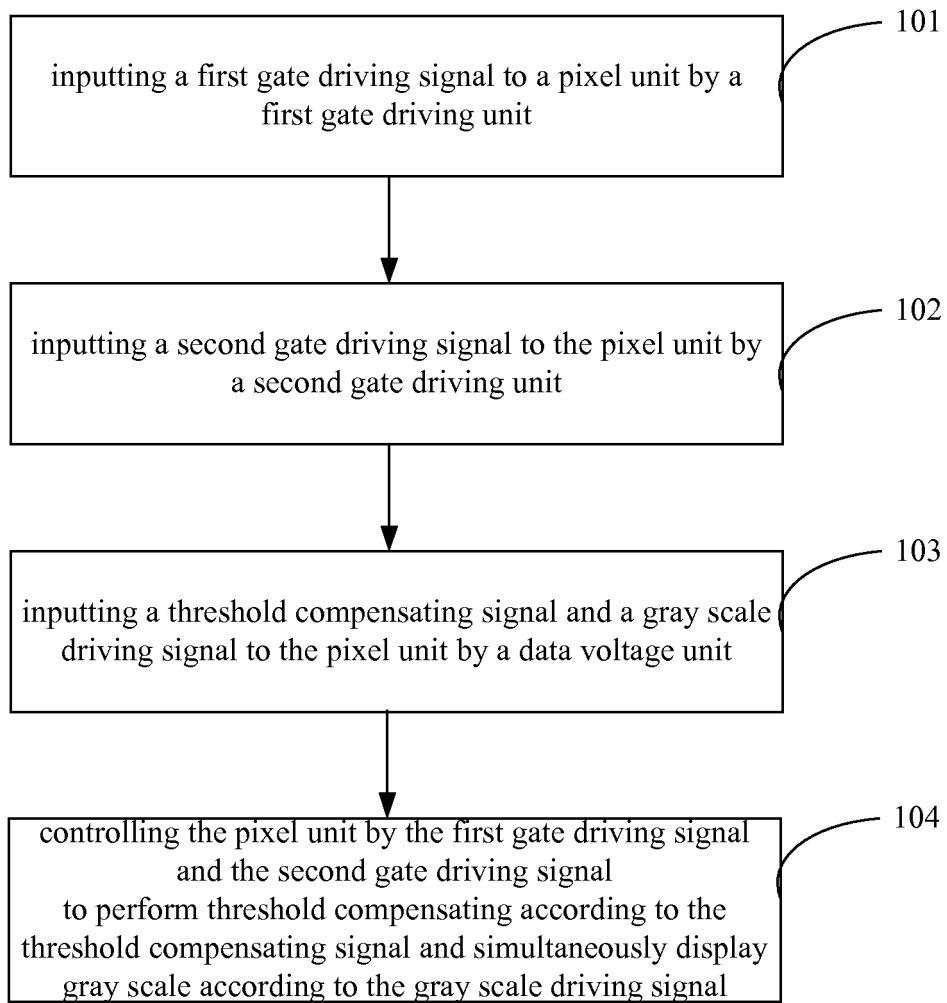 101
inputting a first gate driving signal to a pixel unit by a
first gate driving unit
102
inputting a second gate driving signal to the pixel unit by
a second gate driving unit
103
inputting a threshold compensating signal and a gray scale
driving signal to the pixel unit by a data voltage unit
104
controlling the pixel unit by the first gate driving signal
and the second gate driving signal
to perform threshold compensating according to the
threshold compensating signal and simultaneously display
gray scale according to the gray scale driving signal